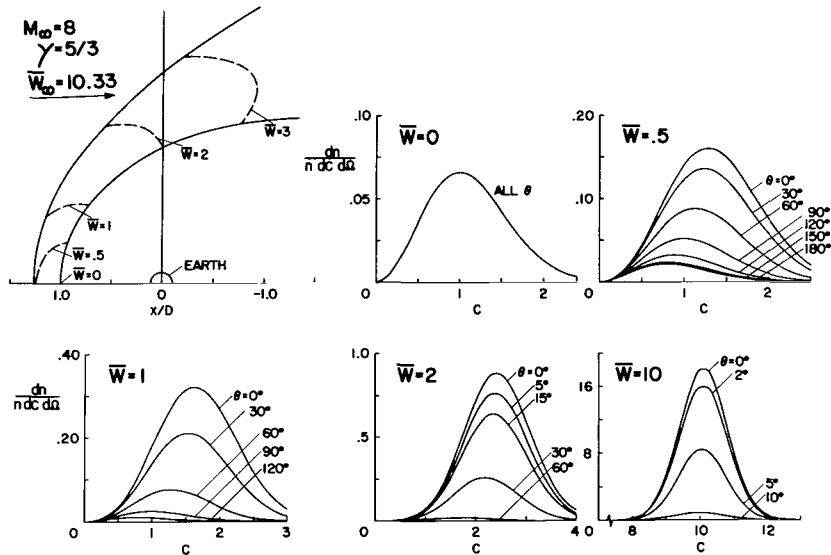 M∞=8
γ=5/3
W̄∞=10.33
W̄=3
W̄=2
W̄=1
W̄=.5
W̄=0
EARTH
1.0 0 -1.0
X/D
dn
n dc dΩ
W̄=0
.10
.05
ALL θ
0 1 2
C
W̄=.5
.20
.10
0
θ=0°
30°
60°
90°
120°
150°
180°
0 1 2
C
dn
n dc dΩ
W̄=1
.40
.20
0
θ=0°
30°
60°
90°
120°
0 1 2 3
C
W̄=2
1.0
.5
0
θ=0°
5°
15°
30°
60°
0 2 4
C
W̄=10
16
8
0
θ=0°
2°
5°
10°
8 10 12
C